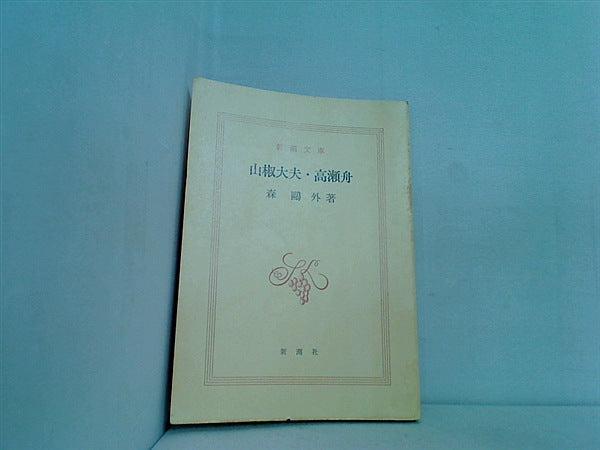 新潮文庫
山椒大夫・高瀬舟
森鷗外著
新潮社